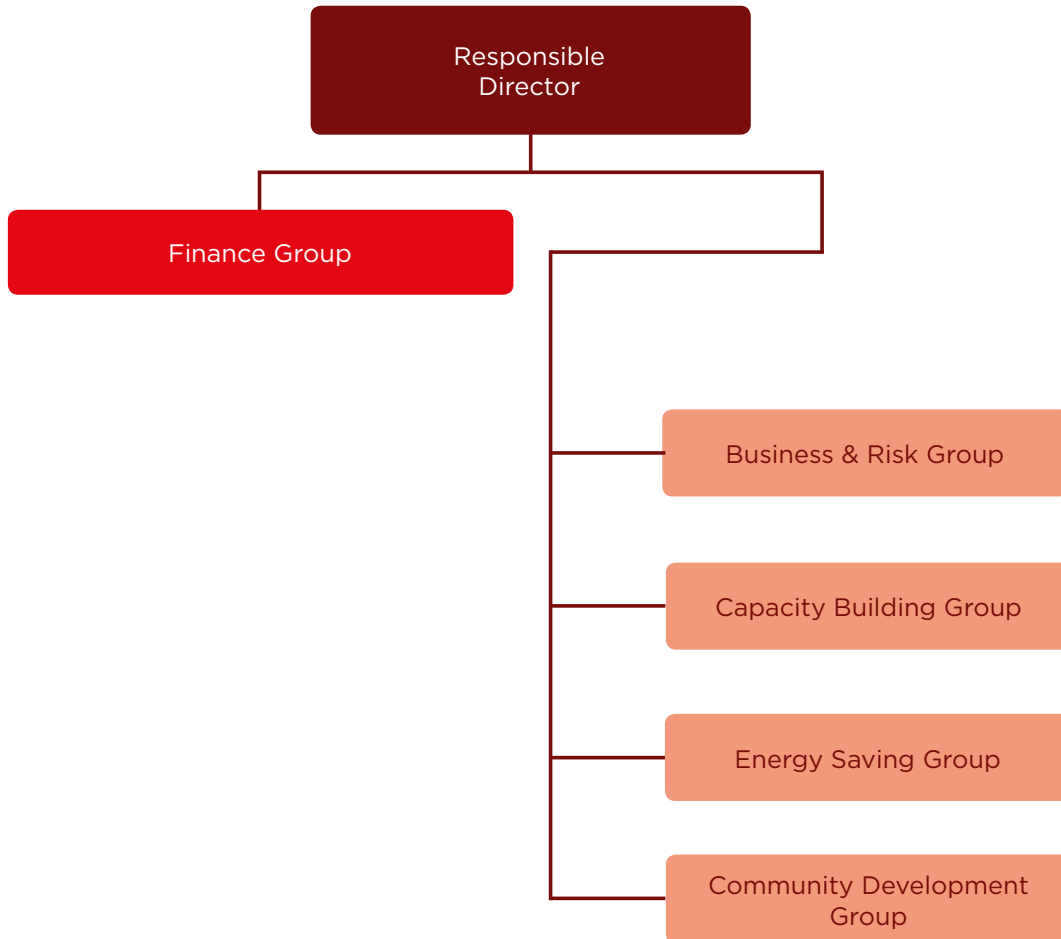 Responsible
Director
Finance Group
Business & Risk Group
Capacity Building Group
Energy Saving Group
Community Development
Group